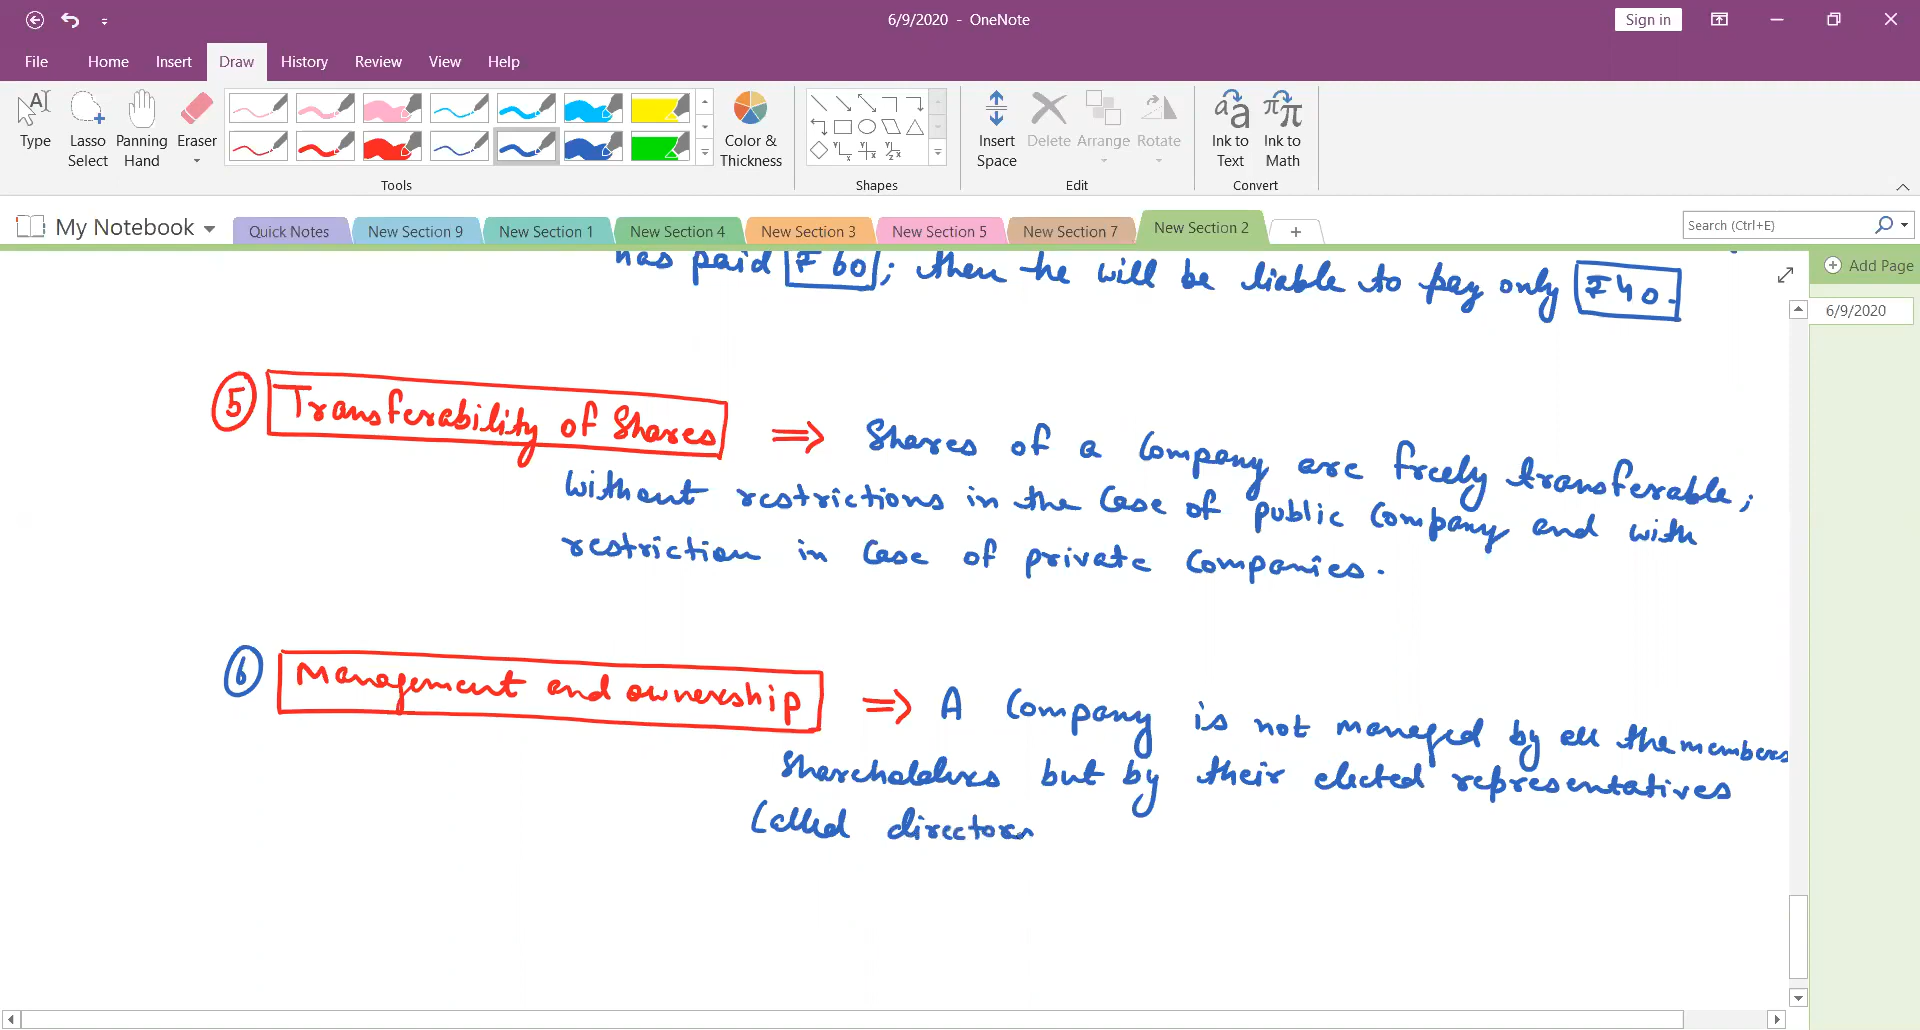 6/9/2020 - OneNote
Sign in
File Home Insert Draw History Review View Help
Type
Lasso Select
Panning Hand
Eraser
Color & Thickness
Insert Space
Delete
Arrange
Rotate
Ink to Text
Ink to Math
Tools
Shapes
Edit
Convert
My Notebook
Quick Notes
New Section 9
New Section 1
New Section 4
New Section 3
New Section 5
New Section 7
New Section 2
Search (Ctrl+E)
Add Page
6/9/2020
has paid ₹ 60; then he will be liable to pay only ₹ 40.
5 Transferability of Shares ⇒ Shares of a Company are freely transferable;
without restrictions in the case of public Company and with
restriction in case of private Companies.
6 Management and ownership ⇒ A Company is not managed by all the members
shareholders but by their elected representatives
Called directors